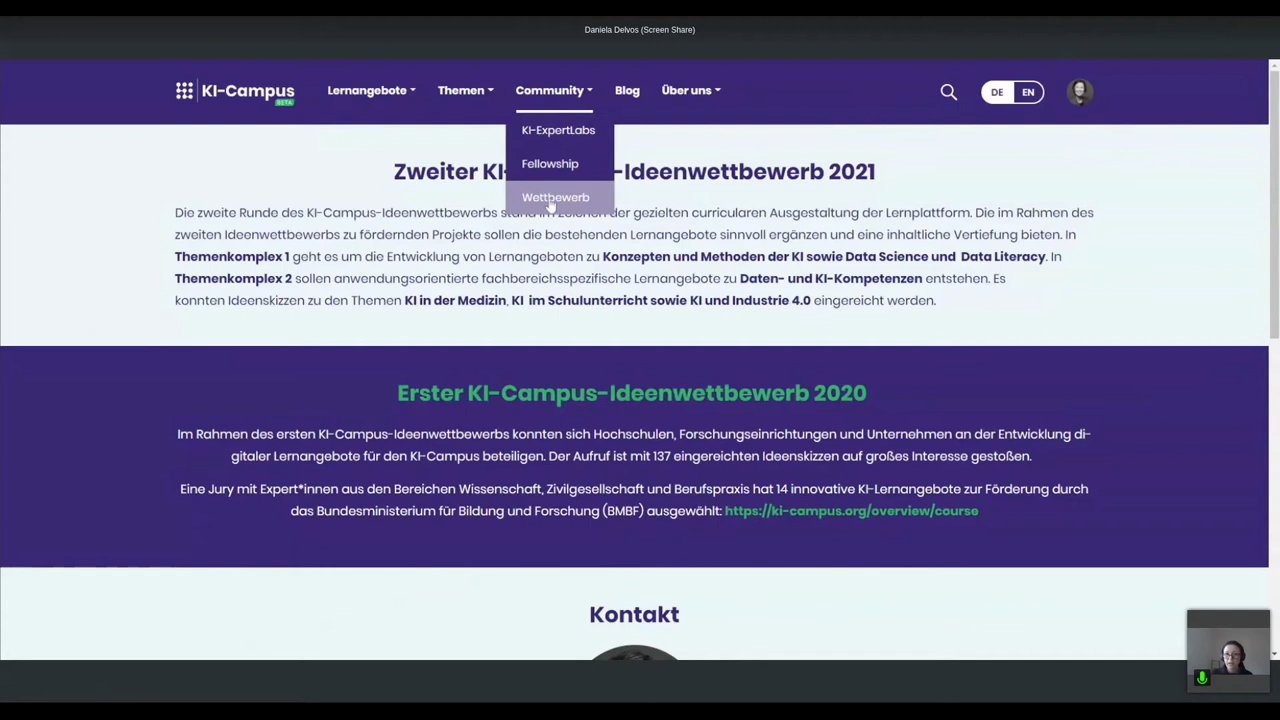 Daniela Delvos (Screen Share)
KI-Campus
BETA
Lernangebote
Themen
Community
Blog
Über uns
DE
EN
KI-ExpertLabs
Fellowship
Wettbewerb
Zweiter KI -Ideenwettbewerb 2021
Die zweite Runde des KI-Campus-Ideenwettbewerbs stand im Zeichen der gezielten curricularen Ausgestaltung der Lernplattform. Die im Rahmen des
zweiten Ideenwettbewerbs zu fördernden Projekte sollen die bestehenden Lernangebote sinnvoll ergänzen und eine inhaltliche Vertiefung bieten. In
Themenkomplex 1 geht es um die Entwicklung von Lernangeboten zu Konzepten und Methoden der KI sowie Data Science und Data Literacy. In
Themenkomplex 2 sollen anwendungsorientierte fachbereichsspezifische Lernangebote zu Daten- und KI-Kompetenzen entstehen. Es
konnten Ideenskizzen zu den Themen KI in der Medizin, KI im Schulunterricht sowie KI und Industrie 4.0 eingereicht werden.
Erster KI-Campus-Ideenwettbewerb 2020
Im Rahmen des ersten KI-Campus-Ideenwettbewerbs konnten sich Hochschulen, Forschungseinrichtungen und Unternehmen an der Entwicklung di-
gitaler Lernangebote für den KI-Campus beteiligen. Der Aufruf ist mit 137 eingereichten Ideenskizzen auf großes Interesse gestoßen.
Eine Jury mit Expert*innen aus den Bereichen Wissenschaft, Zivilgesellschaft und Berufspraxis hat 14 innovative KI-Lernangebote zur Förderung durch
das Bundesministerium für Bildung und Forschung (BMBF) ausgewählt: https://ki-campus.org/overview/course
Kontakt